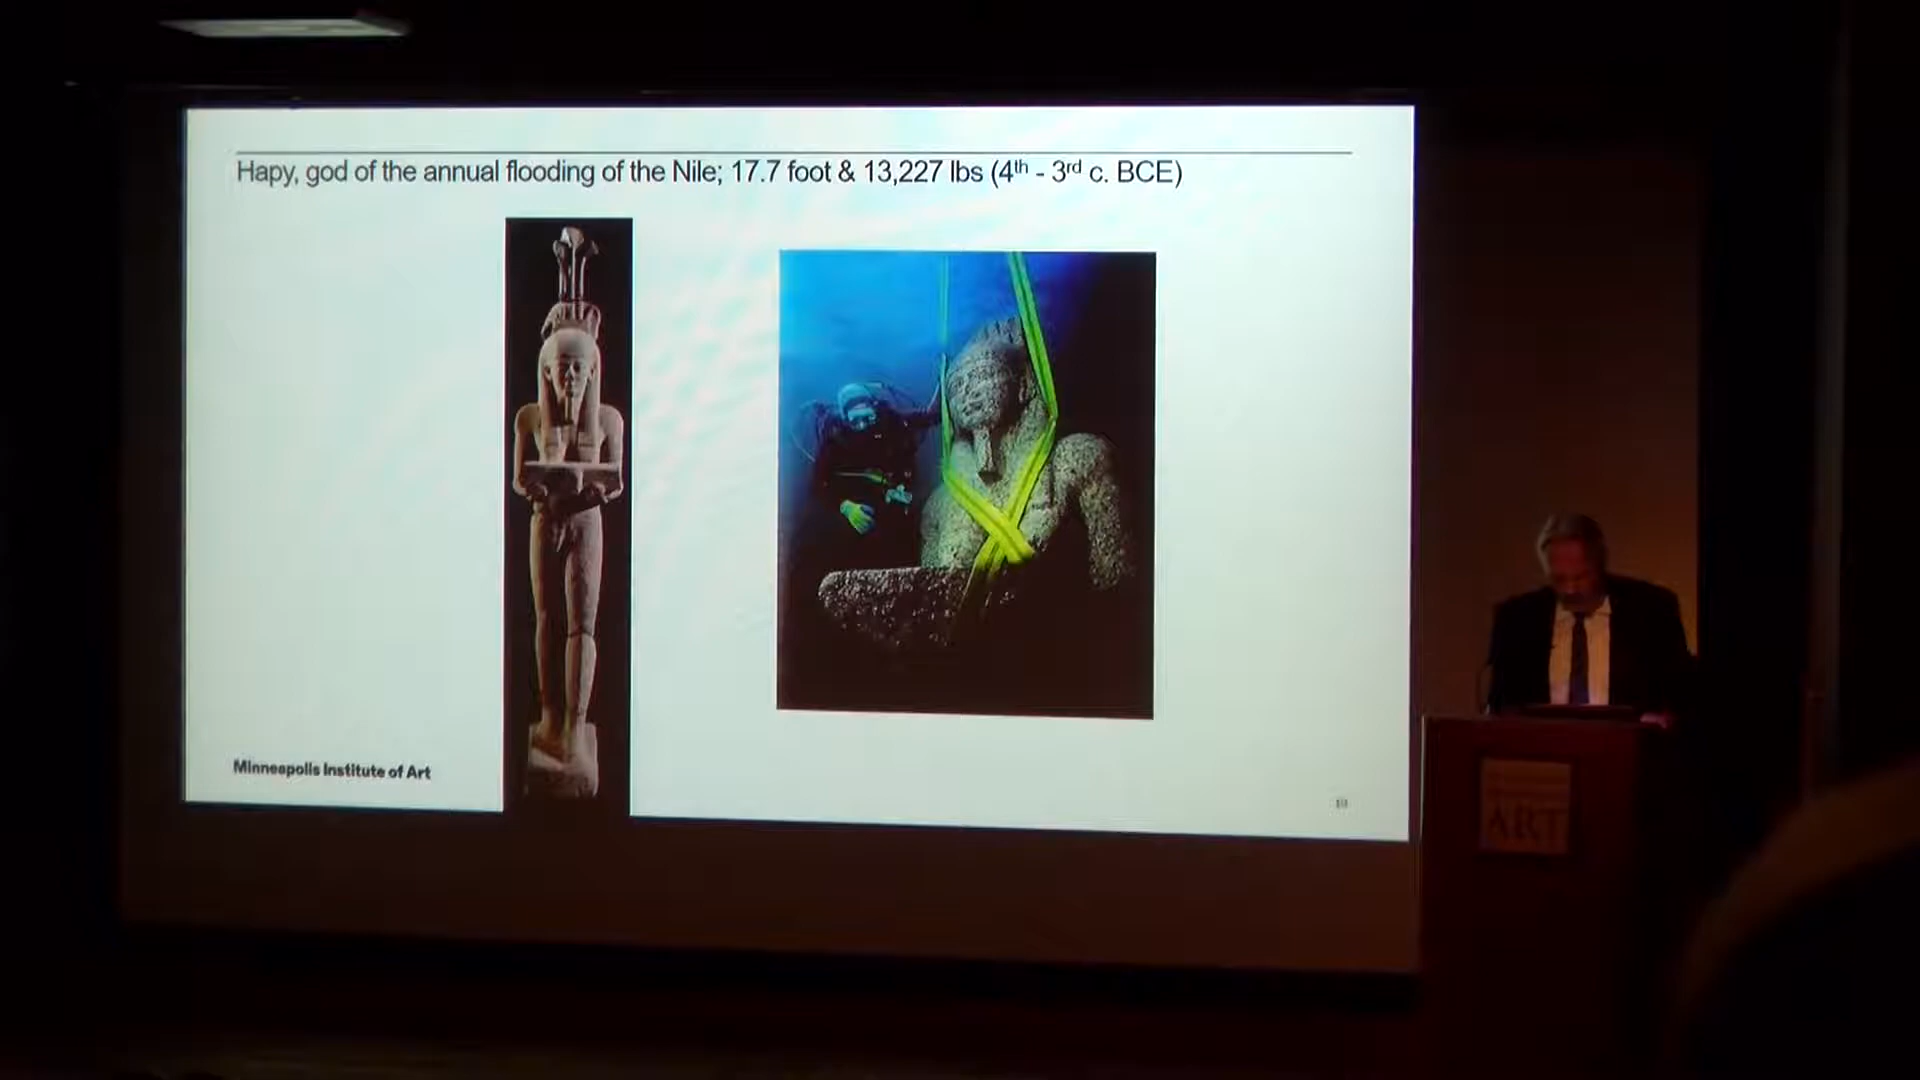 Hapy, god of the annual flooding of the Nile; 17.7 foot & 13,227 lbs (4th - 3rd c. BCE)
Minneapolis Institute of Art
ART